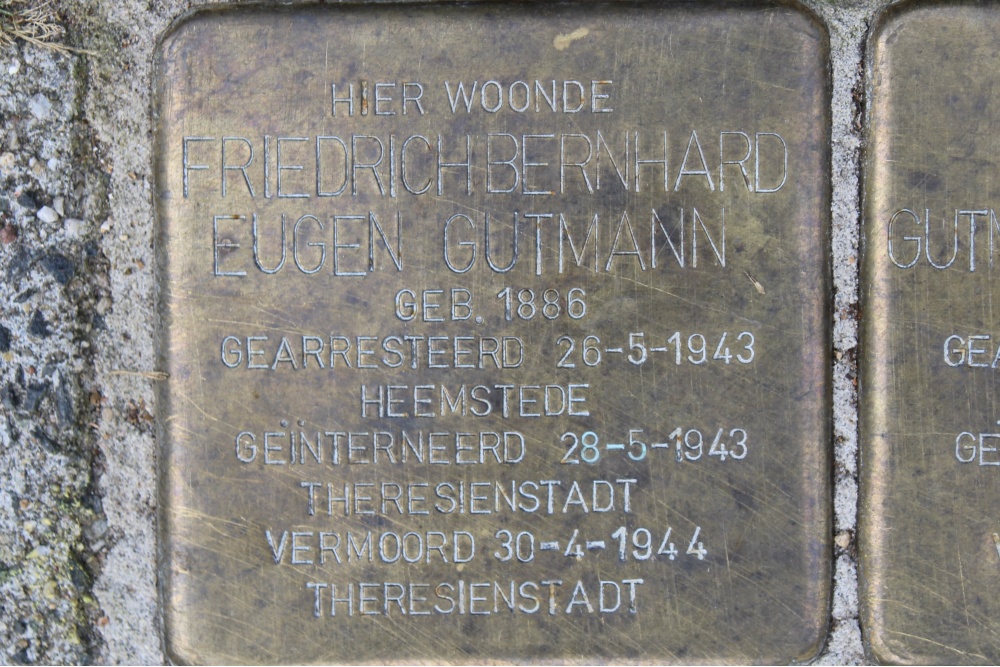 HIER WOONDE
FRIEDRICH BERNHARD
EUGEN GUTMANN
GEB. 1886
GEARRESTEERD 26-5-1943
HEEMSTEDE
GEÏNTERNEERD 28-5-1943
THERESIENSTADT
VERMOORD 30-4-1944
THERESIENSTADT